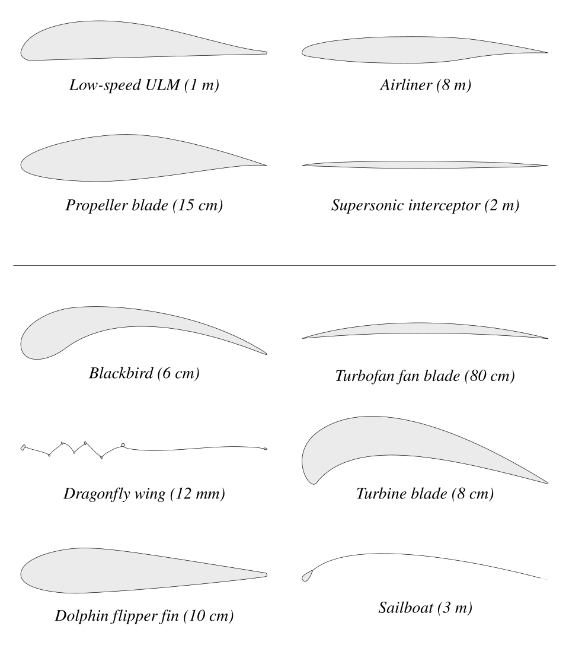 Low-speed ULM (1 m)
Airliner (8 m)
Propeller blade (15 cm)
Supersonic interceptor (2 m)
Blackbird (6 cm)
Turbofan fan blade (80 cm)
Dragonfly wing (12 mm)
Turbine blade (8 cm)
Dolphin flipper fin (10 cm)
Sailboat (3 m)